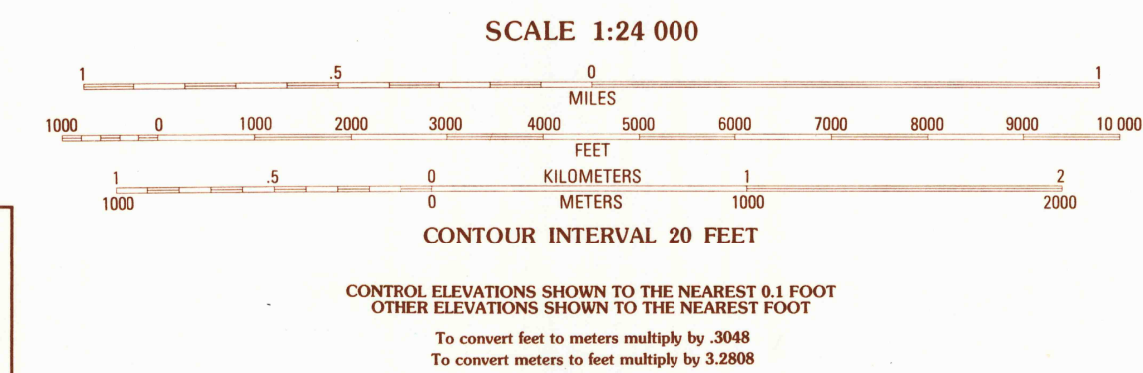 SCALE 1:24 000
1 .5 0 1
MILES
1000 0 1000 2000 3000 4000 5000 6000 7000 8000 9000 10 000
FEET
1 .5 0 KILOMETERS 1 2
1000 0 METERS 1000 2000
CONTOUR INTERVAL 20 FEET
CONTROL ELEVATIONS SHOWN TO THE NEAREST 0.1 FOOT
OTHER ELEVATIONS SHOWN TO THE NEAREST FOOT
To convert feet to meters multiply by .3048
To convert meters to feet multiply by 3.2808